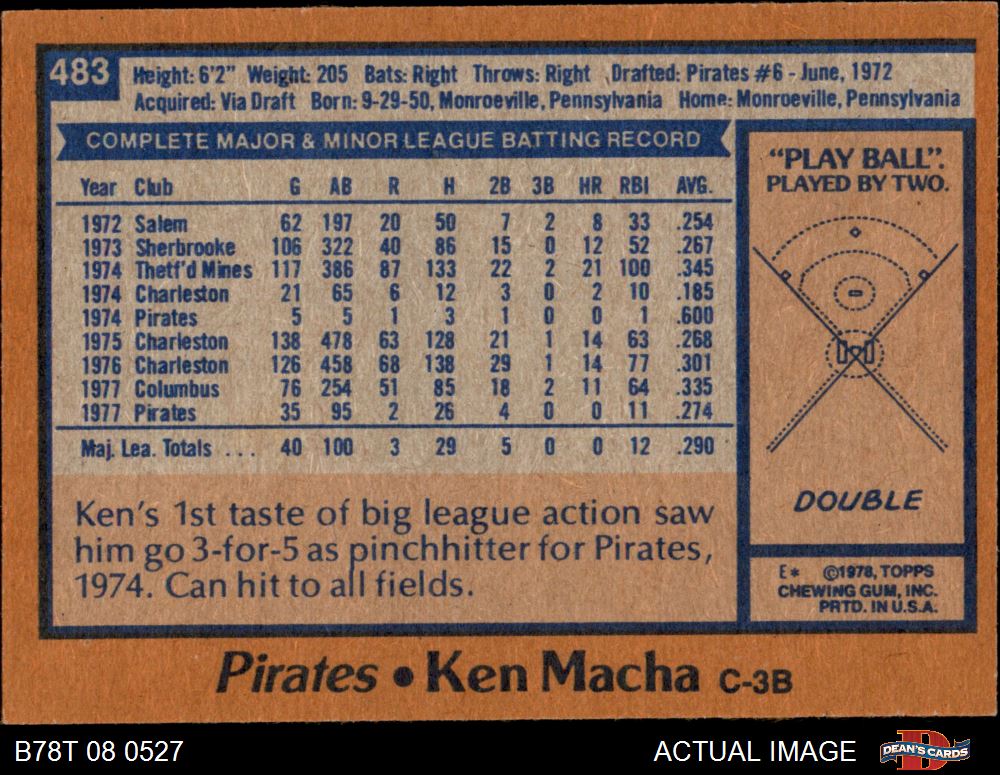 483
Height: 6'2" Weight: 205 Bats: Right Throws: Right Drafted: Pirates #6 - June, 1972
Acquired: Via Draft Born: 9-29-50, Monroeville, Pennsylvania Home: Monroeville, Pennsylvania
COMPLETE MAJOR & MINOR LEAGUE BATTING RECORD
Year Club G AB R H 2B 3B HR RBI AVG.
1972 Salem 62 197 20 50 7 2 8 33 .254
1973 Sherbrooke 106 322 40 86 15 0 12 52 .267
1974 Thetf'd Mines 117 386 87 133 22 2 21 100 .345
1974 Charleston 21 65 6 12 3 0 2 10 .185
1974 Pirates 5 5 1 3 1 0 0 1 .600
1975 Charleston 138 478 63 128 21 1 14 63 .268
1976 Charleston 126 458 68 138 29 1 14 77 .301
1977 Columbus 76 254 51 85 18 2 11 64 .335
1977 Pirates 35 95 2 26 4 0 0 11 .274
Maj. Lea. Totals ... 40 100 3 29 5 0 0 12 .290
Ken's 1st taste of big league action saw
him go 3-for-5 as pinchhitter for Pirates,
1974. Can hit to all fields.
"PLAY BALL".
PLAYED BY TWO.
DOUBLE
E* ©1978, TOPPS
CHEWING GUM, INC.
PRTD. IN U.S.A.
Pirates • Ken Macha C-3B
B78T 08 0527
ACTUAL IMAGE
D
DEAN'S CARDS